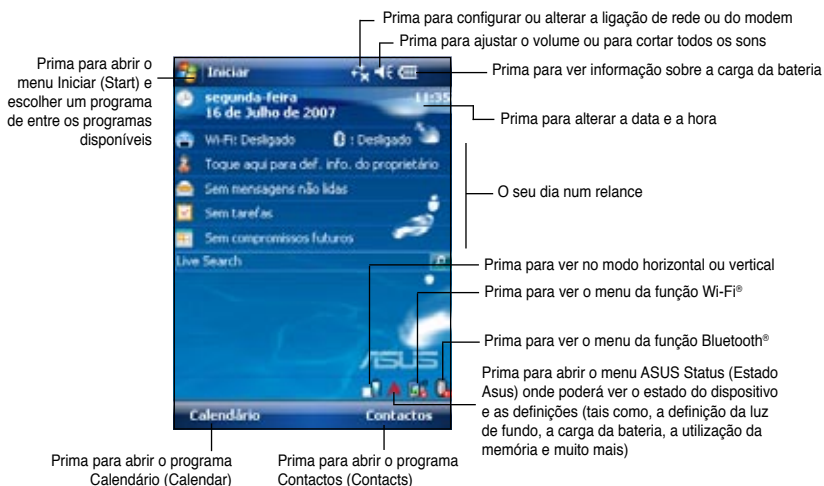 Prima para configurar ou alterar a ligação de rede ou do modem
Prima para ajustar o volume ou para cortar todos os sons
Prima para ver informação sobre a carga da bateria
Prima para alterar a data e a hora
O seu dia num relance
Prima para ver no modo horizontal ou vertical
Prima para ver o menu da função Wi-Fi®
Prima para ver o menu da função Bluetooth®
Prima para abrir o menu ASUS Status (Estado
Asus) onde poderá ver o estado do dispositivo
e as definições (tais como, a definição da luz
de fundo, a carga da bateria, a utilização da
memória e muito mais)
Prima para abrir o
menu Iniciar (Start) e
escolher um programa
de entre os programas
disponíveis
Iniciar
segunda-feira
11:35
16 de Julho de 2007
Wi-Fi: Desligado
: Desligado
Toque aqui para def. info. do proprietário
Sem mensagens não lidas
Sem tarefas
Sem compromissos futuros
Live Search
ASUS
Calendário
Contactos
Prima para abrir o programa
Calendário (Calendar)
Prima para abrir o programa
Contactos (Contacts)